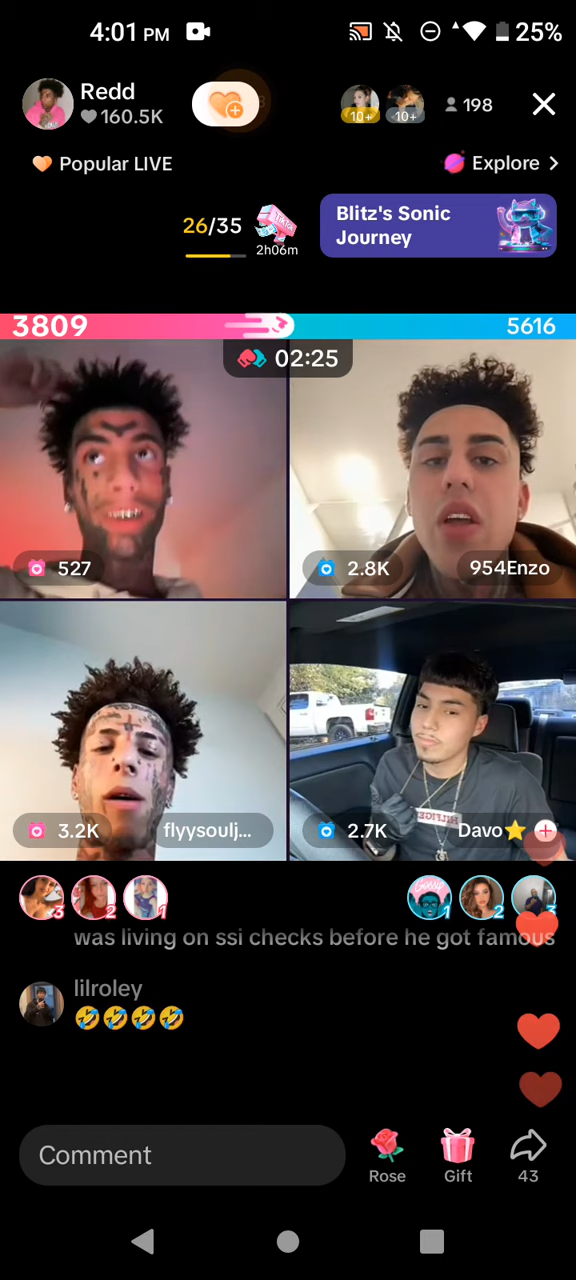 4:01 PM
25%
Redd
160.5K
10+
10+
198
Popular LIVE
Explore
26/35
TikTok
2h06m
Blitz's Sonic
Journey
3809
5616
02:25
527
2.8K
954Enzo
3.2K
flyysoulj...
2.7K
Davo
3
2
1
1
2
3
was living on ssi checks before he got famous
lilroley
🤣🤣🤣🤣
Comment
Rose
Gift
43